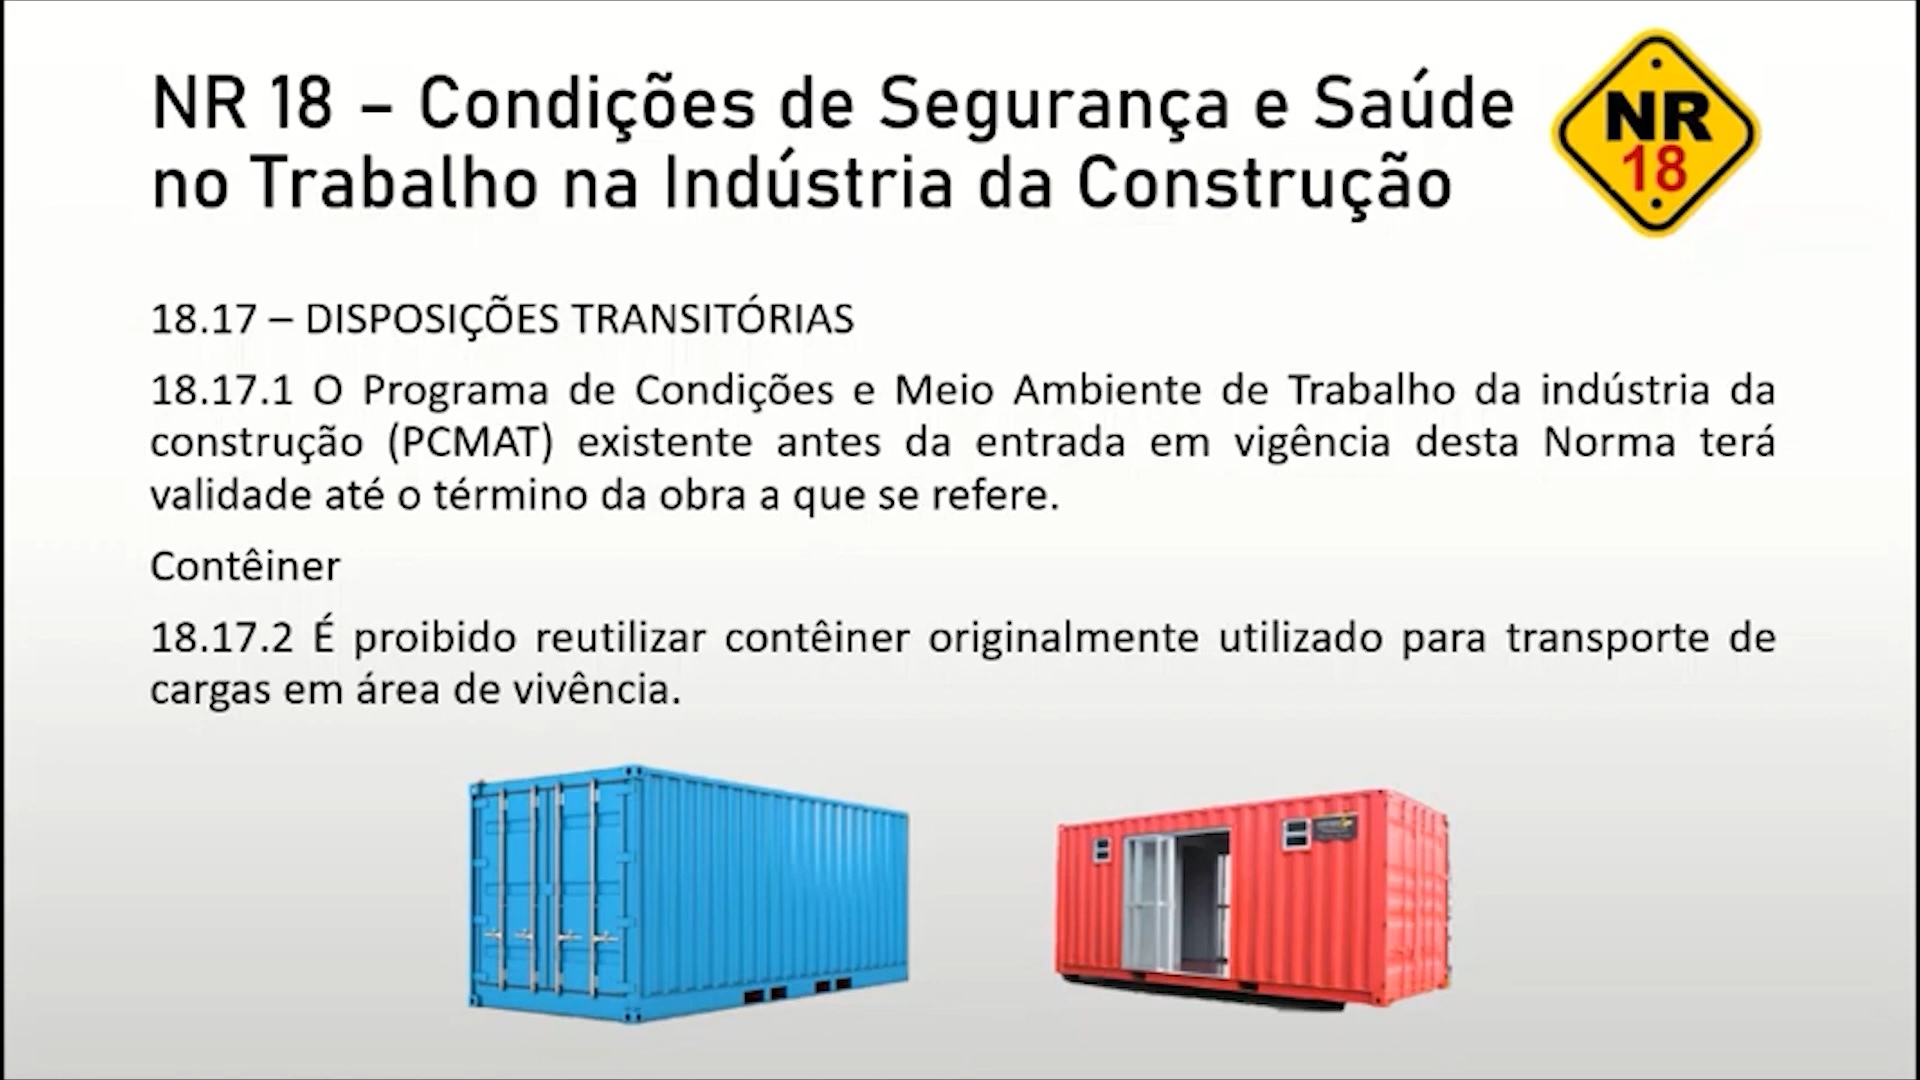 NR 18 – Condições de Segurança e Saúde
no Trabalho na Indústria da Construção
NR
18
18.17 – DISPOSIÇÕES TRANSITÓRIAS
18.17.1 O Programa de Condições e Meio Ambiente de Trabalho da indústria da
construção (PCMAT) existente antes da entrada em vigência desta Norma terá
validade até o término da obra a que se refere.
Contêiner
18.17.2 É proibido reutilizar contêiner originalmente utilizado para transporte de
cargas em área de vivência.